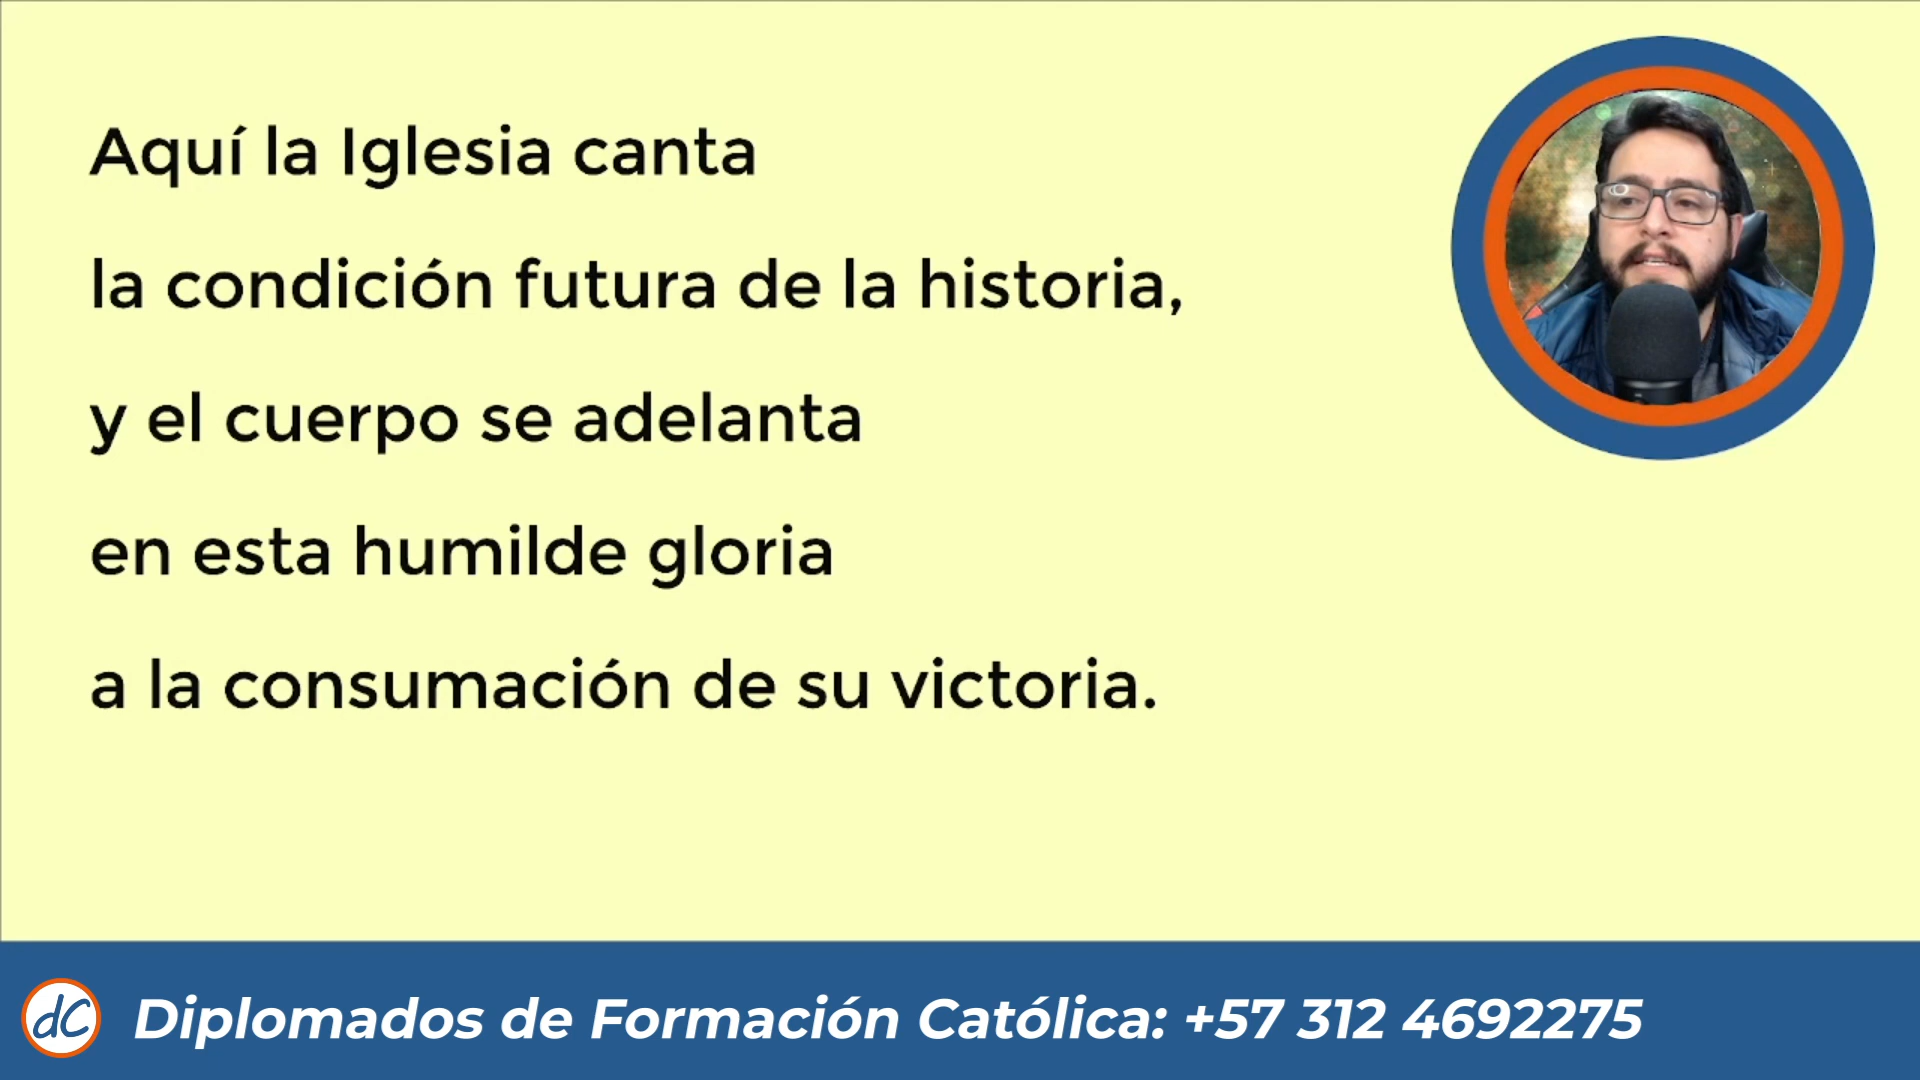 Aquí la Iglesia canta
la condición futura de la historia,
y el cuerpo se adelanta
en esta humilde gloria
a la consumación de su victoria.
dC Diplomados de Formación Católica: +57 312 4692275